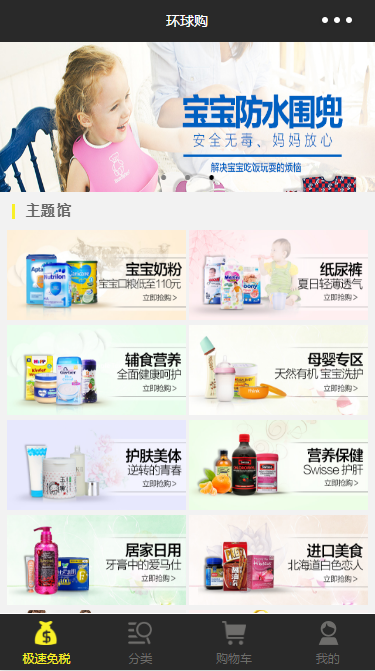 环球购
宝宝防水围兜
安全无毒、妈妈放心
解决宝宝吃饭玩耍的烦恼
主题馆
宝宝奶粉
宝宝口粮低至110元
立即抢购 >
纸尿裤
夏日轻薄透气
立即抢购 >
辅食营养
全面健康呵护
立即抢购 >
母婴专区
天然有机 宝宝洗护
立即抢购 >
护肤美体
逆转的青春
立即抢购 >
营养保健
Swisse 护肝
立即抢购 >
居家日用
牙膏中的爱马仕
立即抢购 >
进口美食
北海道白色恋人
立即抢购 >
极速免税
分类
购物车
我的